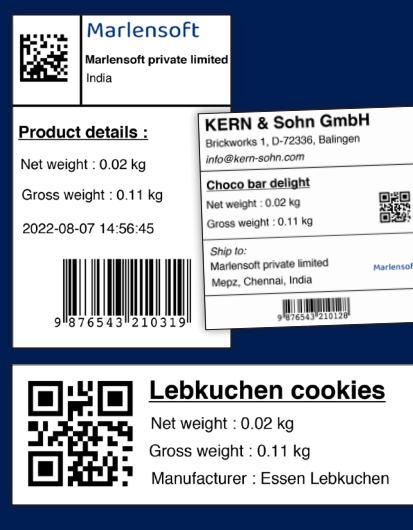 Marlensoft
Marlensoft private limited
India
Product details :
Net weight : 0.02 kg
Gross weight : 0.11 kg
2022-08-07 14:56:45
9 876543 210319
KERN & Sohn GmbH
Brickworks 1, D-72336, Balingen
info@kern-sohn.com
Choco bar delight
Net weight : 0.02 kg
Gross weight : 0.11 kg
Ship to:
Marlensoft private limited
Mepz, Chennai, India
Marlensof
9 876543 210128
Lebkuchen cookies
Net weight : 0.02 kg
Gross weight : 0.11 kg
Manufacturer : Essen Lebkuchen